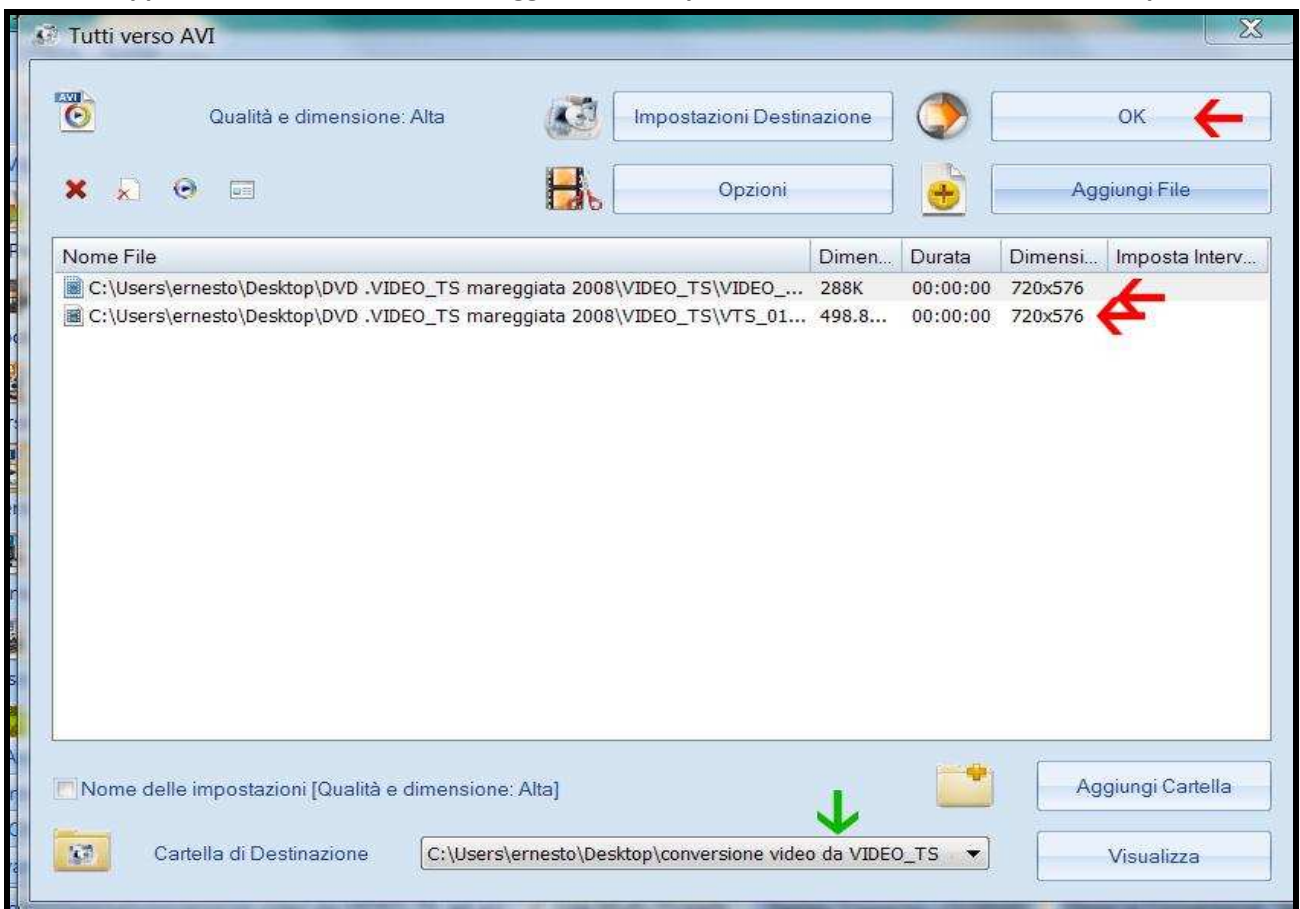 Tutti verso AVI
AVI
Qualità e dimensione: Alta
Impostazioni Destinazione
OK
Opzioni
Aggiungi File
Nome File Dimen... Durata Dimensi... Imposta Interv...
C:\Users\ernesto\Desktop\DVD .VIDEO_TS mareggiata 2008\VIDEO_TS\VIDEO_... 288K 00:00:00 720x576
C:\Users\ernesto\Desktop\DVD .VIDEO_TS mareggiata 2008\VIDEO_TS\VTS_01... 498.8... 00:00:00 720x576
Nome delle impostazioni [Qualità e dimensione: Alta]
Aggiungi Cartella
Cartella di Destinazione
C:\Users\ernesto\Desktop\conversione video da VIDEO_TS
Visualizza